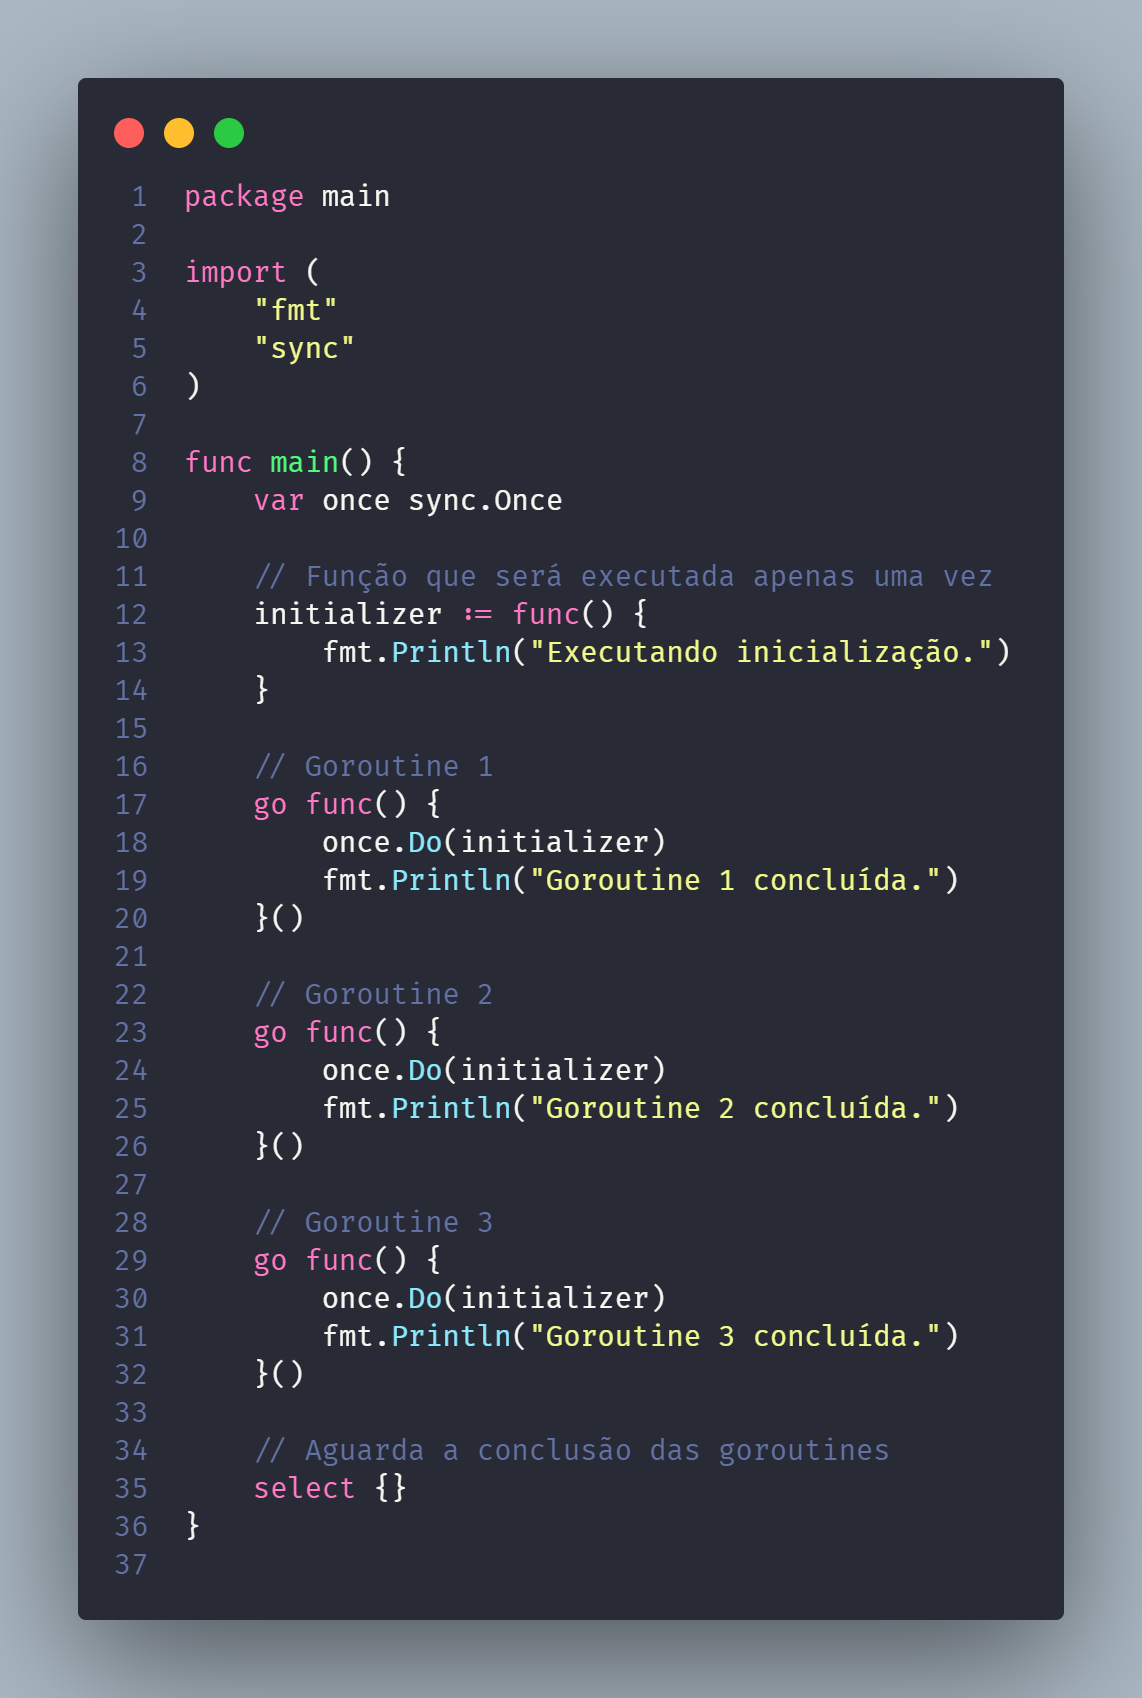 1 package main
2
3 import (
4     "fmt"
5     "sync"
6 )
7
8 func main() {
9     var once sync.Once
10
11     // Função que será executada apenas uma vez
12     initializer := func() {
13         fmt.Println("Executando inicialização.")
14     }
15
16     // Goroutine 1
17     go func() {
18         once.Do(initializer)
19         fmt.Println("Goroutine 1 concluída.")
20     }()
21
22     // Goroutine 2
23     go func() {
24         once.Do(initializer)
25         fmt.Println("Goroutine 2 concluída.")
26     }()
27
28     // Goroutine 3
29     go func() {
30         once.Do(initializer)
31         fmt.Println("Goroutine 3 concluída.")
32     }()
33
34     // Aguarda a conclusão das goroutines
35     select {}
36 }
37